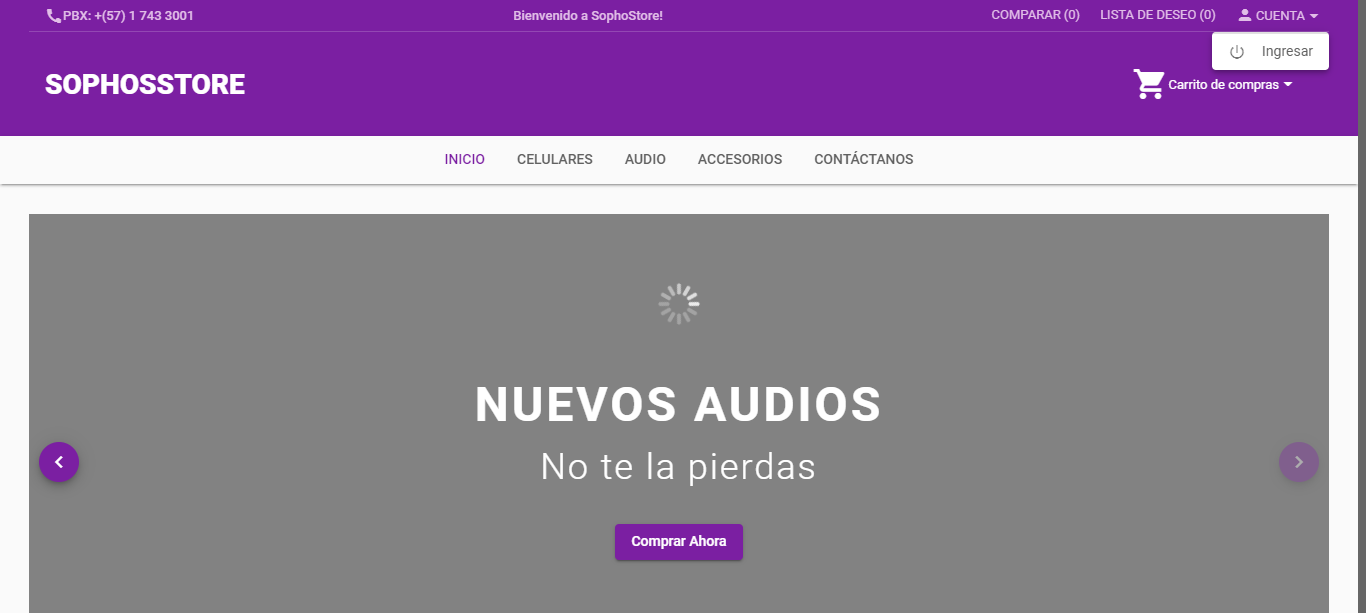 PBX: +(57) 1 743 3001
Bienvenido a SophoStore!
COMPARAR (0)
LISTA DE DESEO (0)
CUENTA
Ingresar
SOPHOSSTORE
Carrito de compras
INICIO
CELULARES
AUDIO
ACCESORIOS
CONTÁCTANOS
NUEVOS AUDIOS
No te la pierdas
Comprar Ahora